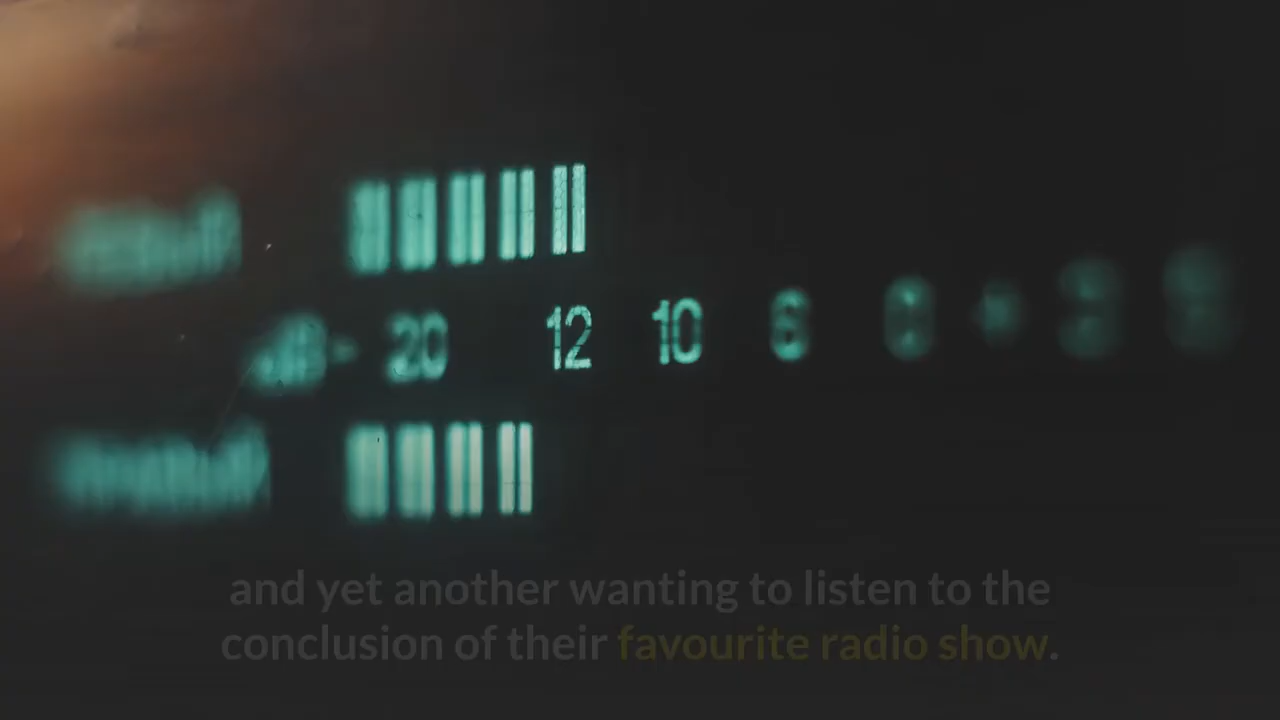 20 12 10 6
and yet another wanting to listen to the
conclusion of their favourite radio show.